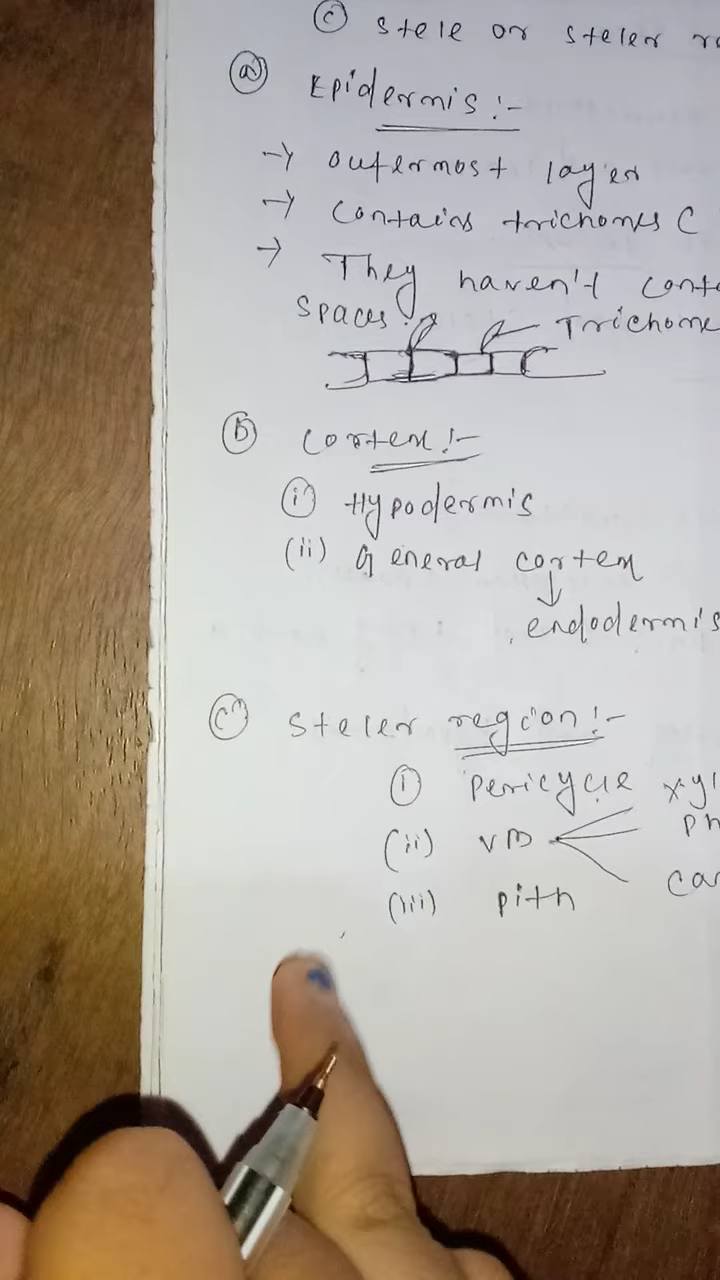 (c) stele or steler
(a) Epidermis :-
→ outermost layer
→ contains trichomes (
→ They haven't
spaces.
Trichome
(b) cortex :-
(i) Hypodermis
(ii) General cortex
↓
endodermis
(c) steler region :-
(i) pericycle
(ii) VB
(iii) pith